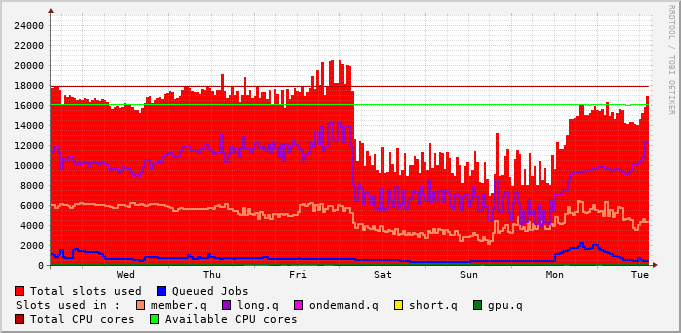 24000
22000
20000
18000
16000
14000
12000
10000
8000
6000
4000
2000
0
Wed Thu Fri Sat Sun Mon Tue
Total slots used Queued Jobs
Slots used in : member.q long.q ondemand.q short.q gpu.q
Total CPU cores Available CPU cores
RRDTOOL / TOBI OETIKER